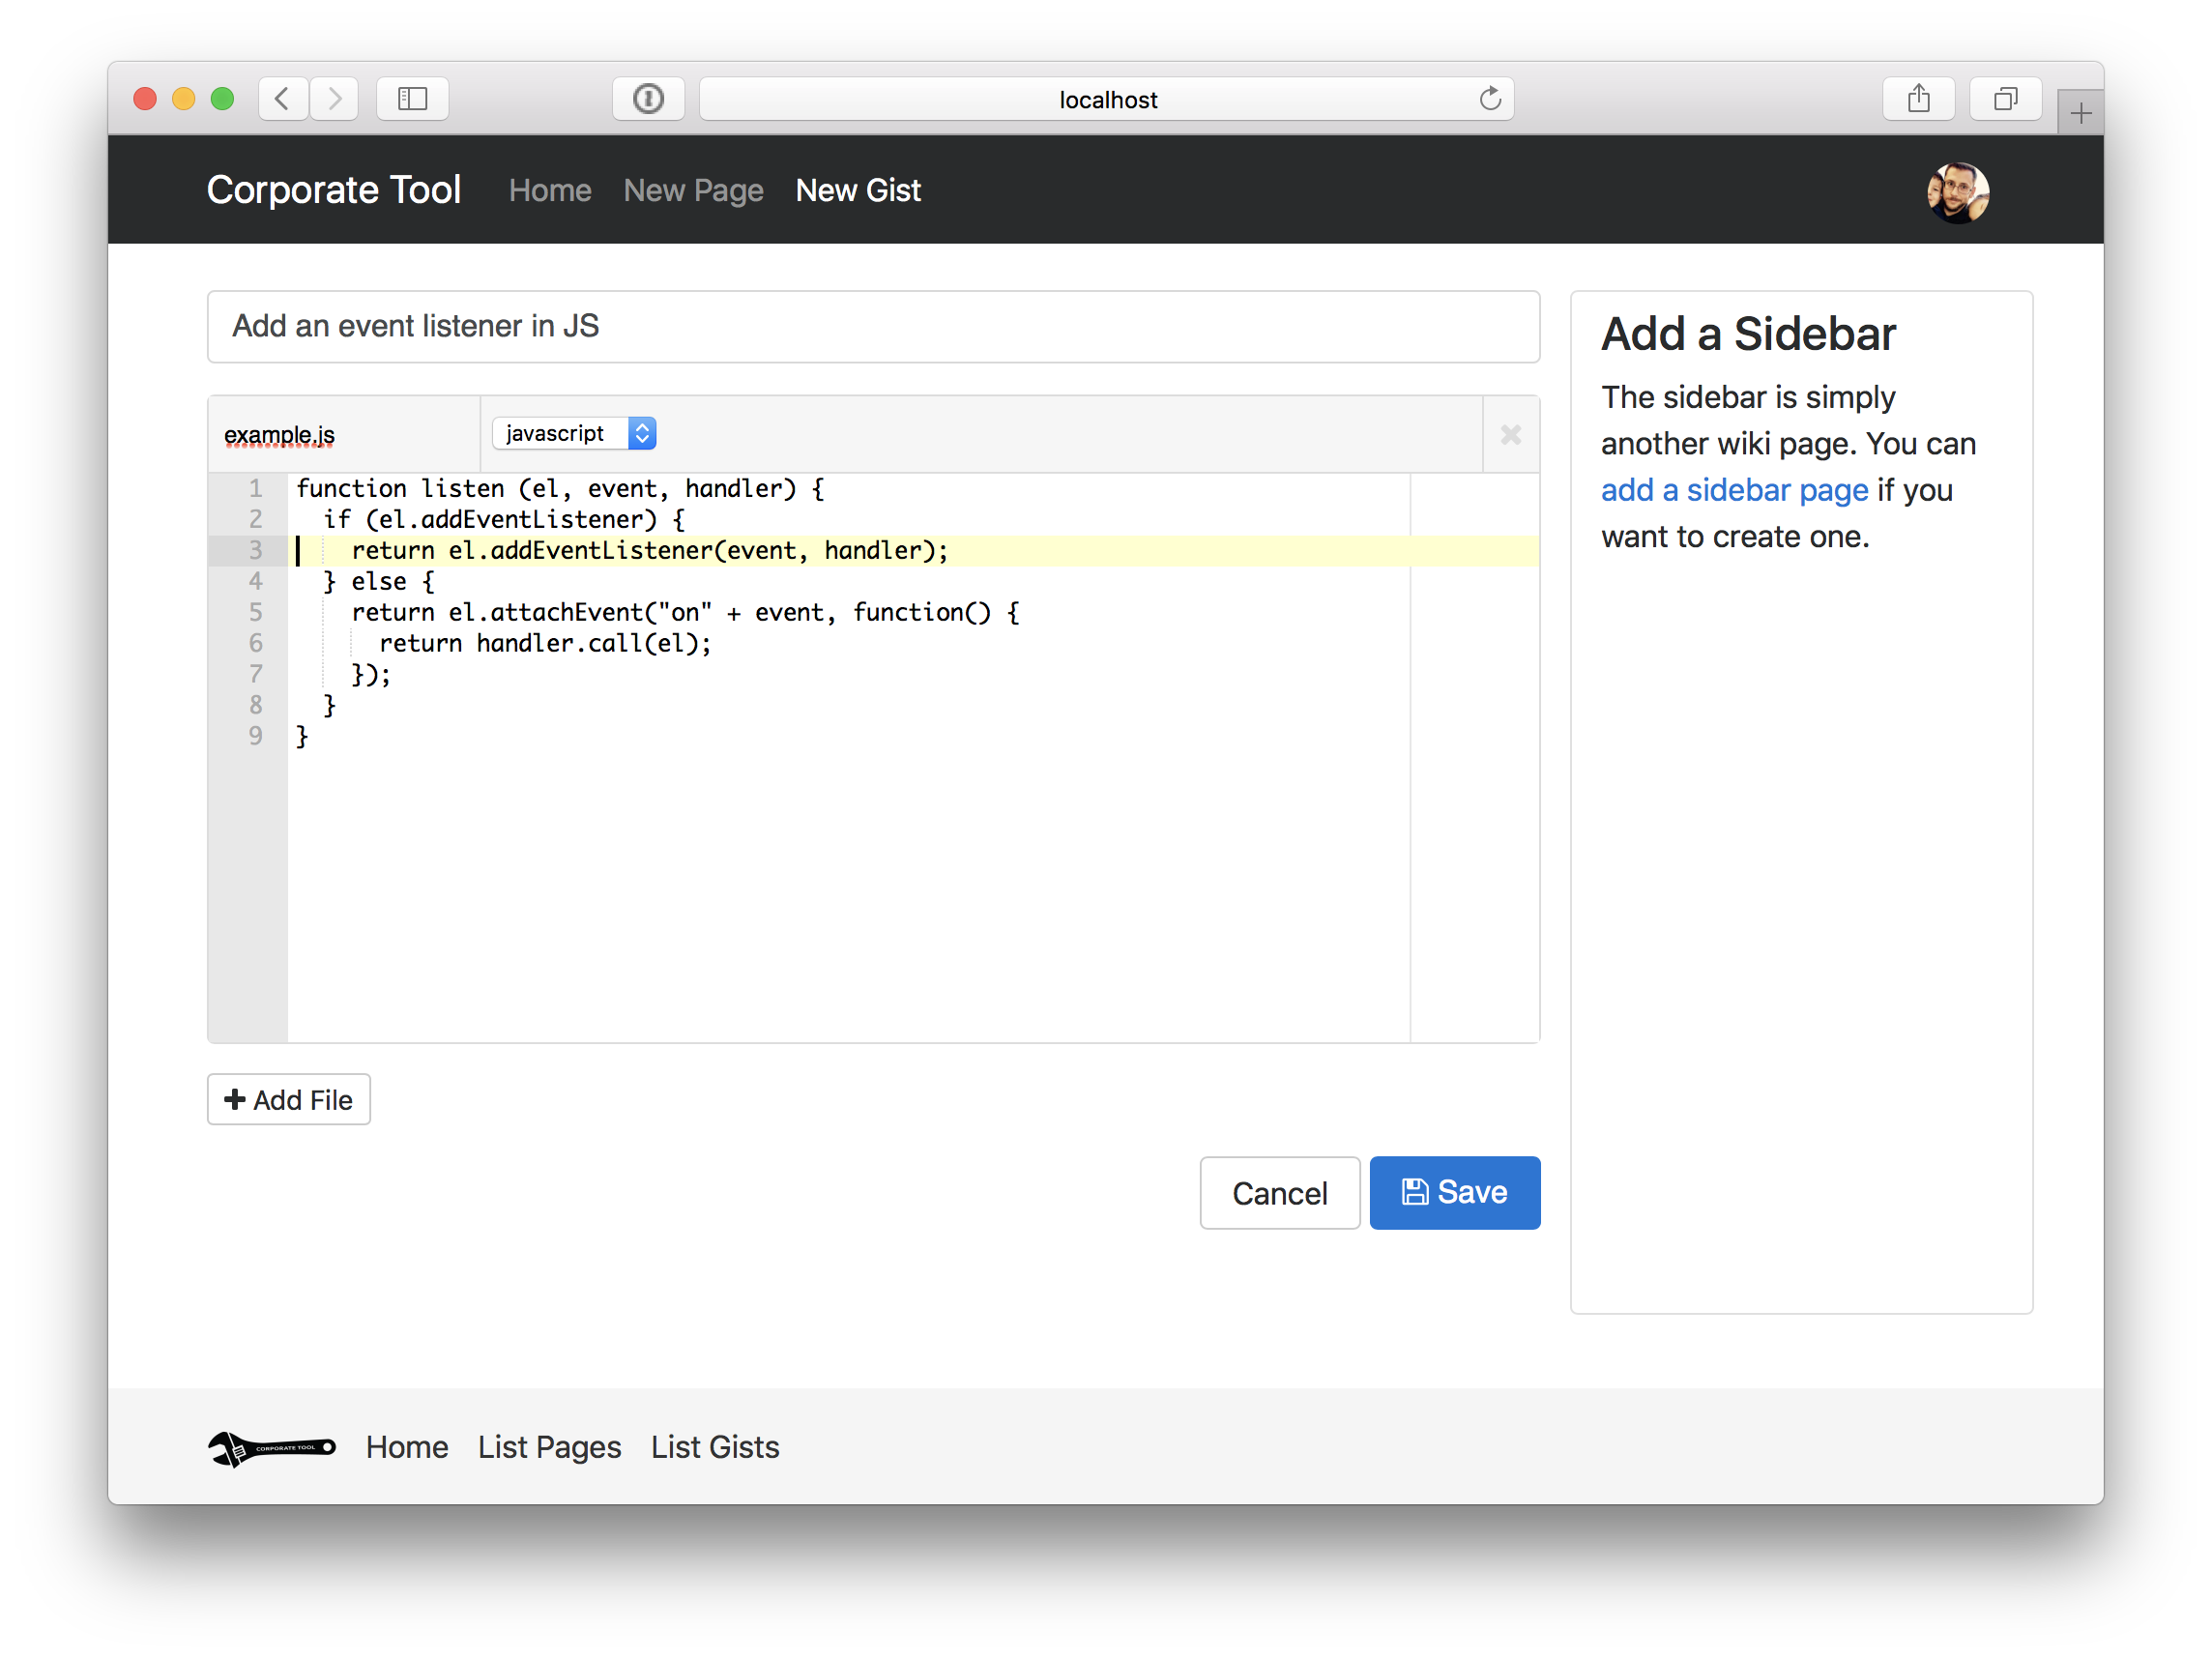 localhost
Corporate Tool Home New Page New Gist
Add an event listener in JS
example.js javascript
1 function listen (el, event, handler) {
2 if (el.addEventListener) {
3 return el.addEventListener(event, handler);
4 } else {
5 return el.attachEvent("on" + event, function() {
6 return handler.call(el);
7 });
8 }
9 }
Add File
Cancel Save
Add a Sidebar
The sidebar is simply
another wiki page. You can
add a sidebar page if you
want to create one.
CORPORATE TOOL Home List Pages List Gists